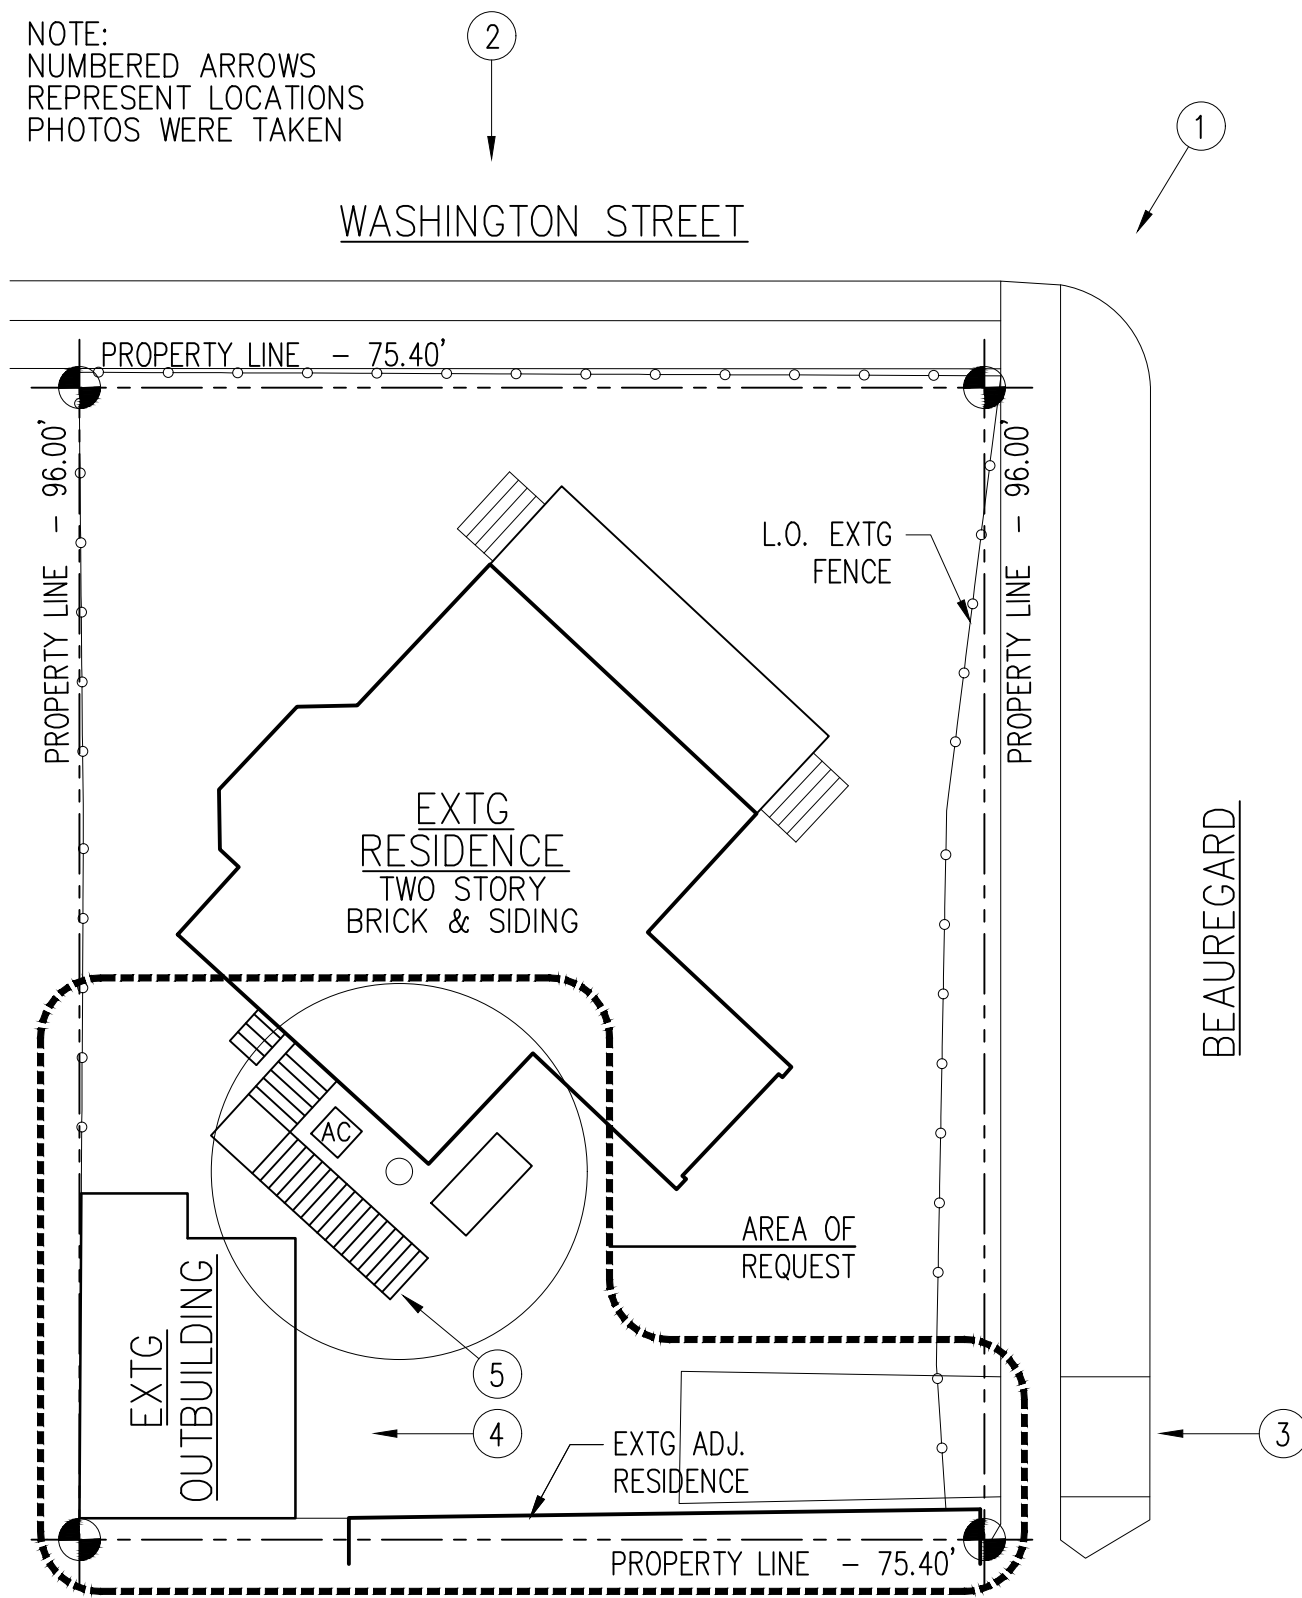 NOTE:
NUMBERED ARROWS
REPRESENT LOCATIONS
PHOTOS WERE TAKEN
2
1
WASHINGTON STREET
PROPERTY LINE - 75.40'
PROPERTY LINE - 96.00'
PROPERTY LINE - 96.00'
L.O. EXTG
FENCE
EXTG
RESIDENCE
TWO STORY
BRICK & SIDING
BEAUREGARD
AC
AREA OF
REQUEST
EXTG
OUTBUILDING
5
4
3
EXTG ADJ.
RESIDENCE
PROPERTY LINE - 75.40'